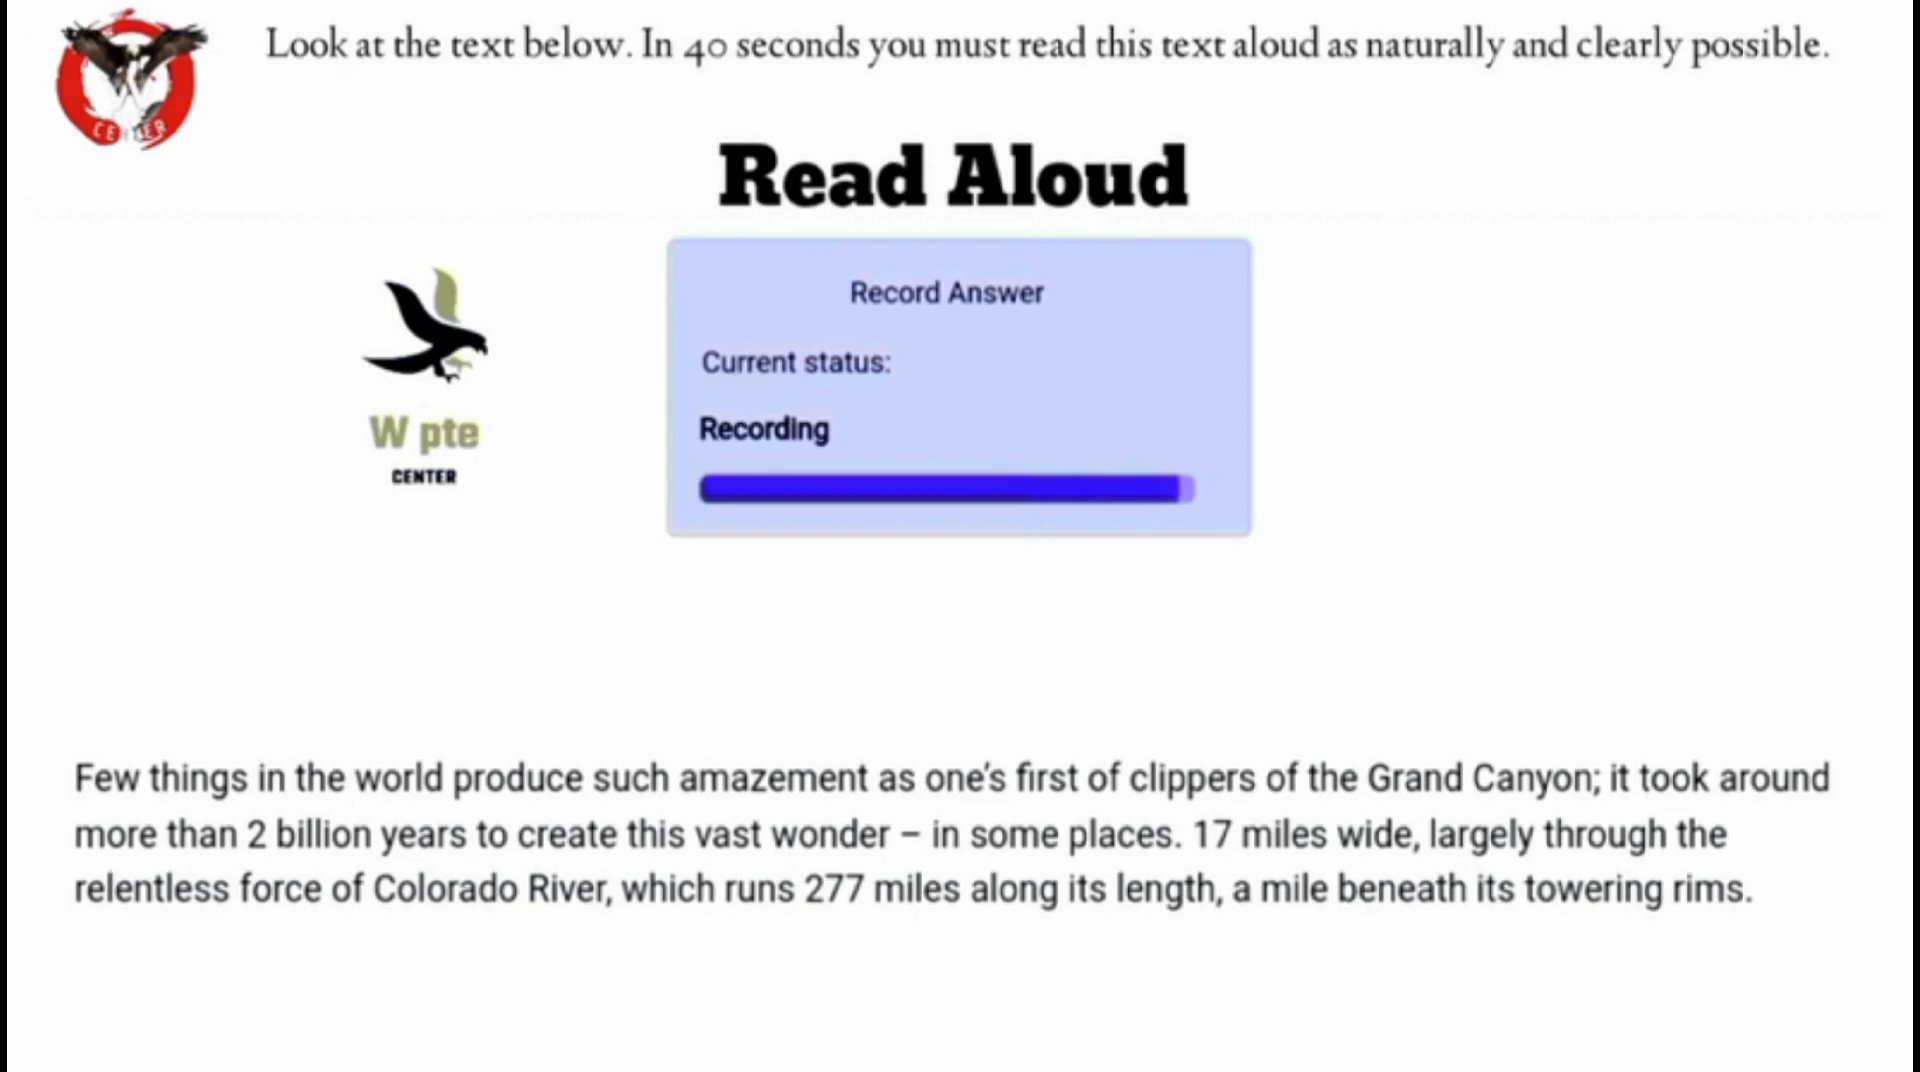 Look at the text below. In 40 seconds you must read this text aloud as naturally and clearly possible.
CENTER
Read Aloud
Record Answer
Current status:
Recording
W pte
CENTER
Few things in the world produce such amazement as one's first of clippers of the Grand Canyon; it took around
more than 2 billion years to create this vast wonder – in some places. 17 miles wide, largely through the
relentless force of Colorado River, which runs 277 miles along its length, a mile beneath its towering rims.